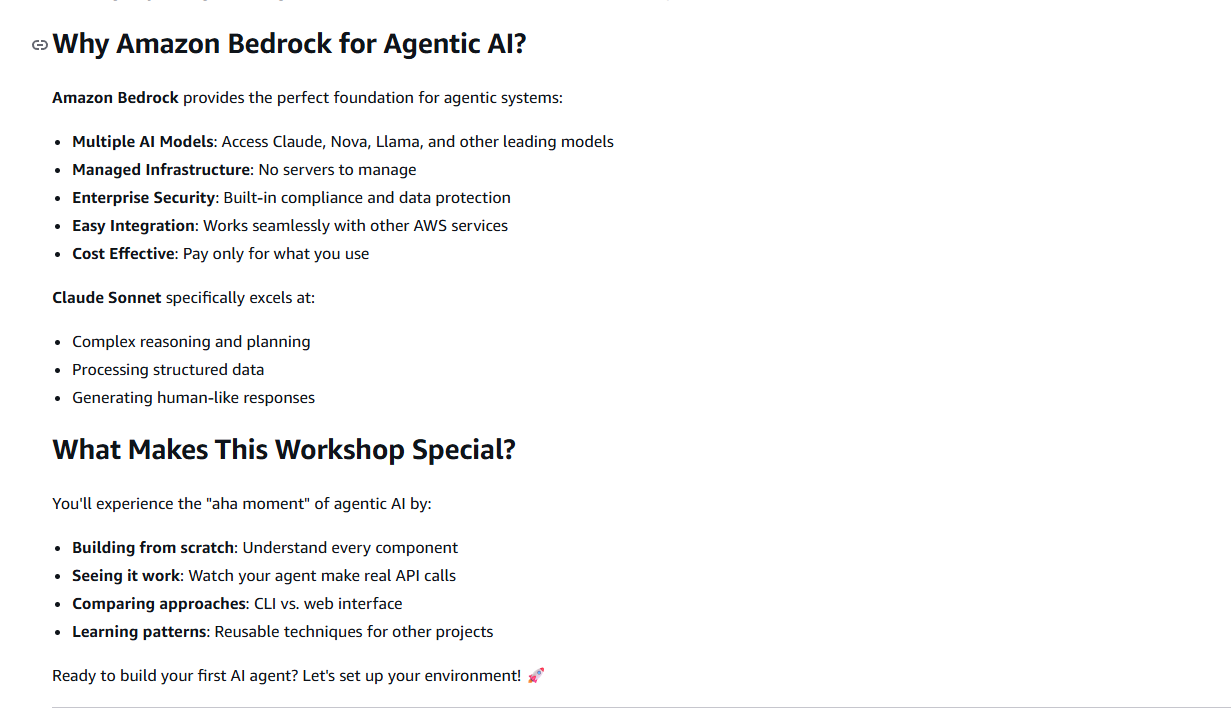 Why Amazon Bedrock for Agentic AI?
Amazon Bedrock provides the perfect foundation for agentic systems:
• Multiple AI Models: Access Claude, Nova, Llama, and other leading models
• Managed Infrastructure: No servers to manage
• Enterprise Security: Built-in compliance and data protection
• Easy Integration: Works seamlessly with other AWS services
• Cost Effective: Pay only for what you use
Claude Sonnet specifically excels at:
• Complex reasoning and planning
• Processing structured data
• Generating human-like responses
What Makes This Workshop Special?
You'll experience the "aha moment" of agentic AI by:
• Building from scratch: Understand every component
• Seeing it work: Watch your agent make real API calls
• Comparing approaches: CLI vs. web interface
• Learning patterns: Reusable techniques for other projects
Ready to build your first AI agent? Let's set up your environment! 🚀